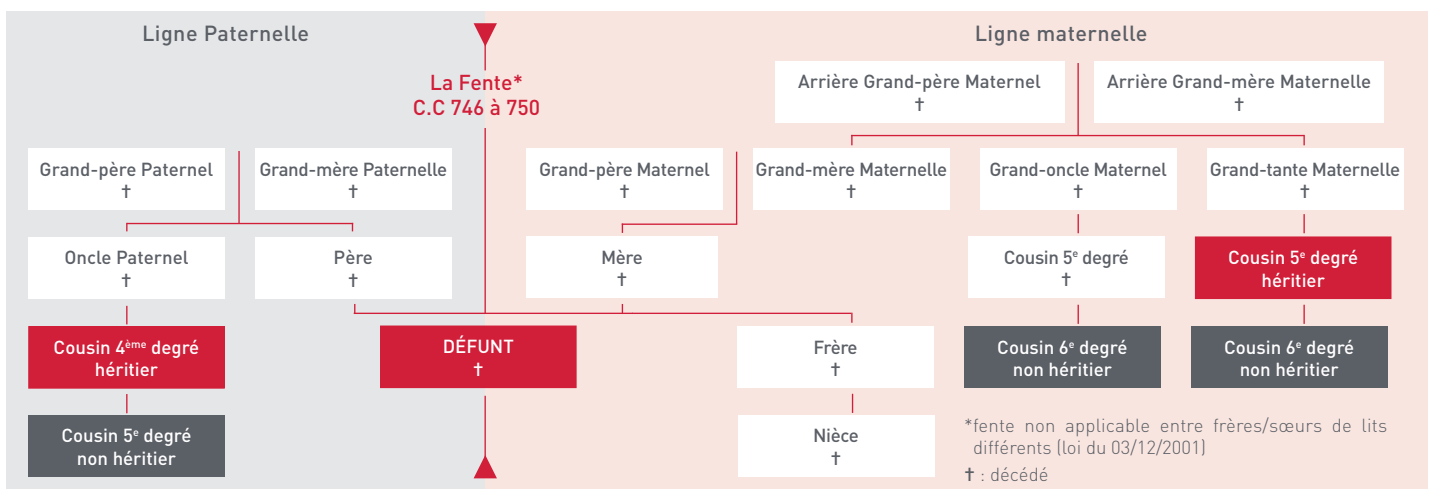 Ligne Paternelle
Ligne maternelle
La Fente*
C.C 746 à 750
Arrière Grand-père Maternel
†
Arrière Grand-mère Maternelle
†
Grand-père Paternel
†
Grand-mère Paternelle
†
Grand-père Maternel
†
Grand-mère Maternelle
†
Grand-oncle Maternel
†
Grand-tante Maternelle
†
Oncle Paternel
†
Père
†
Mère
†
Cousin 5e degré
†
Cousin 5e degré
héritier
Cousin 4ème degré
héritier
DÉFUNT
†
Frère
†
Cousin 6e degré
non héritier
Cousin 6e degré
non héritier
Cousin 5e degré
non héritier
Nièce
†
*fente non applicable entre frères/sœurs de lits
différents (loi du 03/12/2001)
† : décédé